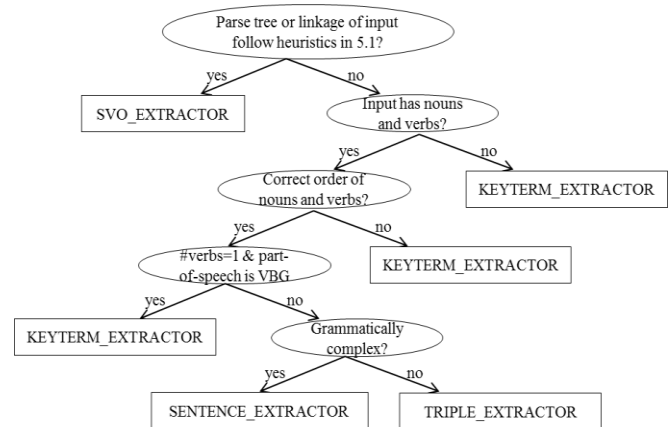 Parse tree or linkage of input
follow heuristics in 5.1?
yes
no
SVO_EXTRACTOR
Input has nouns
and verbs?
yes
no
Correct order of
nouns and verbs?
KEYTERM_EXTRACTOR
yes
no
#verbs=1 & part-
of-speech is VBG
KEYTERM_EXTRACTOR
yes
no
KEYTERM_EXTRACTOR
Grammatically
complex?
yes
no
SENTENCE_EXTRACTOR
TRIPLE_EXTRACTOR